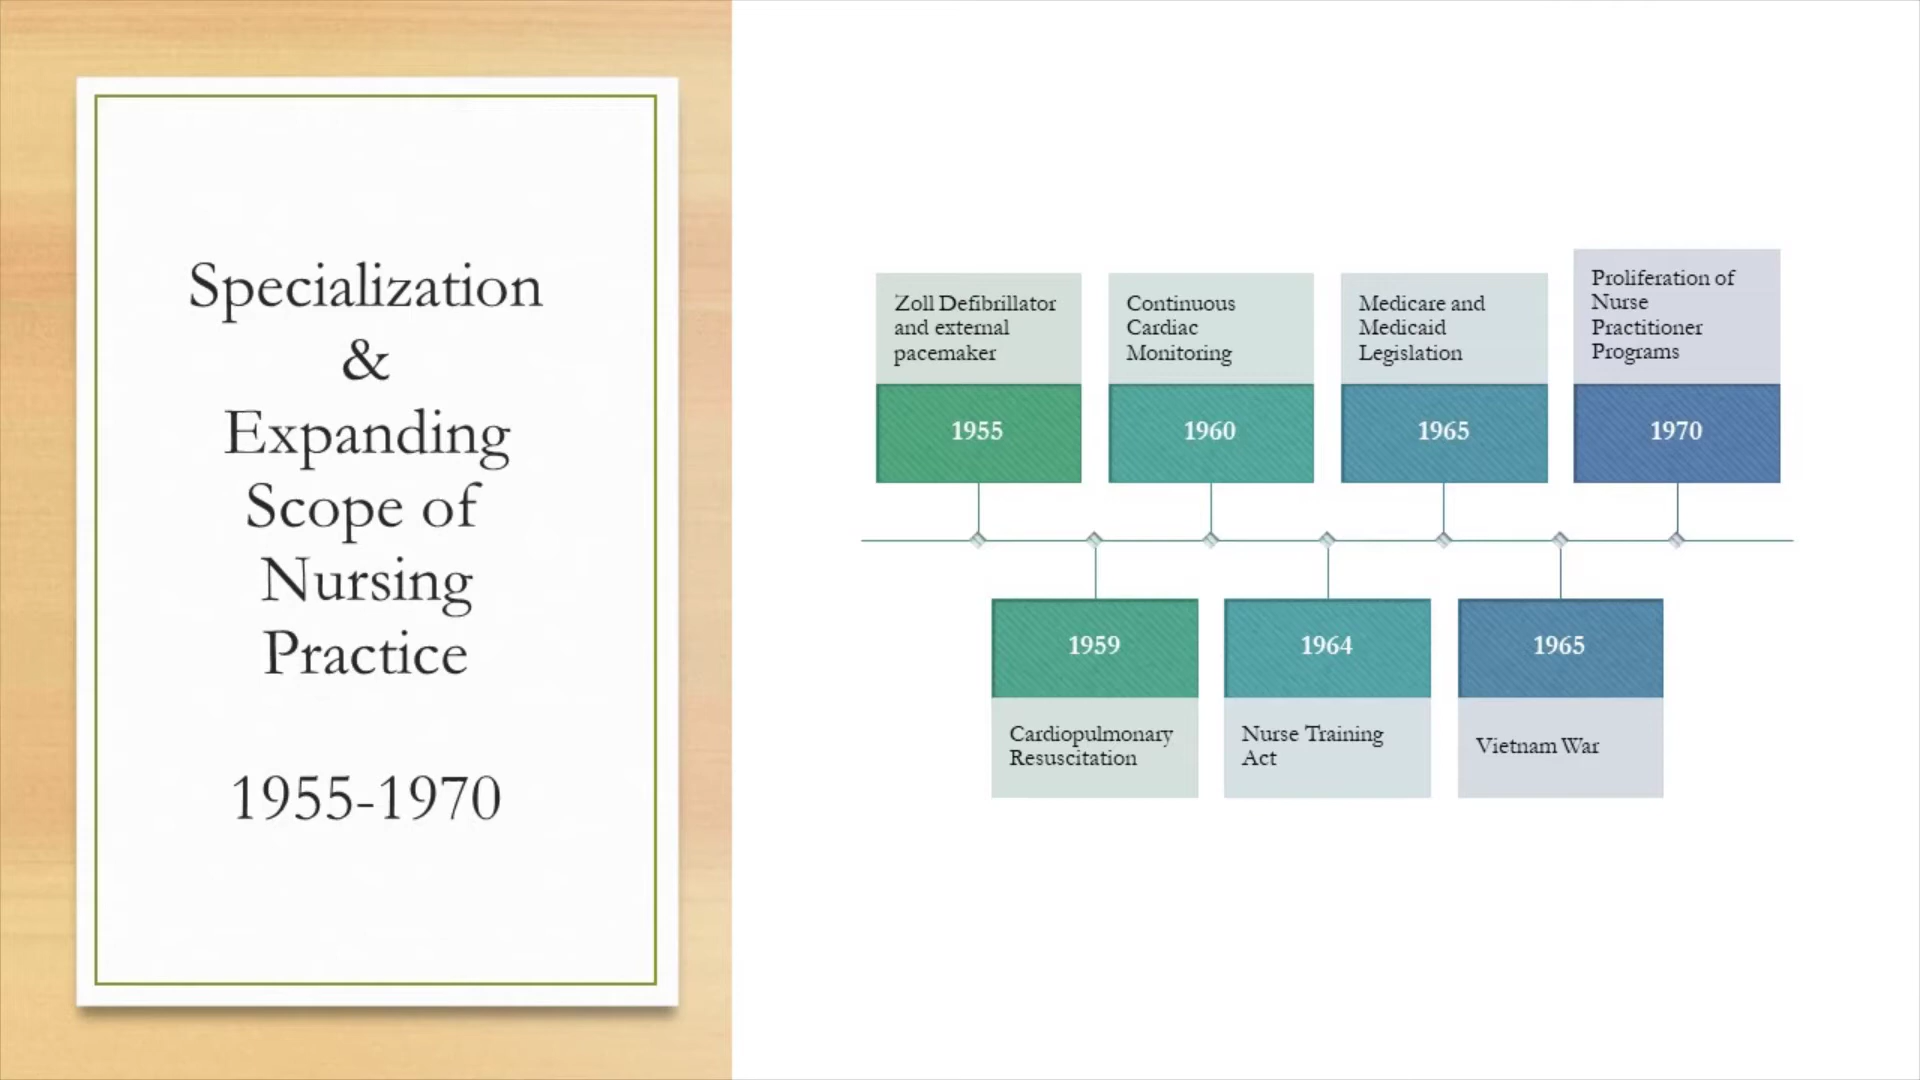 Specialization
&
Expanding
Scope of
Nursing
Practice
1955-1970
Zoll Defibrillator
and external
pacemaker
1955
Continuous
Cardiac
Monitoring
1960
Medicare and
Medicaid
Legislation
1965
Proliferation of
Nurse
Practitioner
Programs
1970
1959
Cardiopulmonary
Resuscitation
1964
Nurse Training
Act
1965
Vietnam War